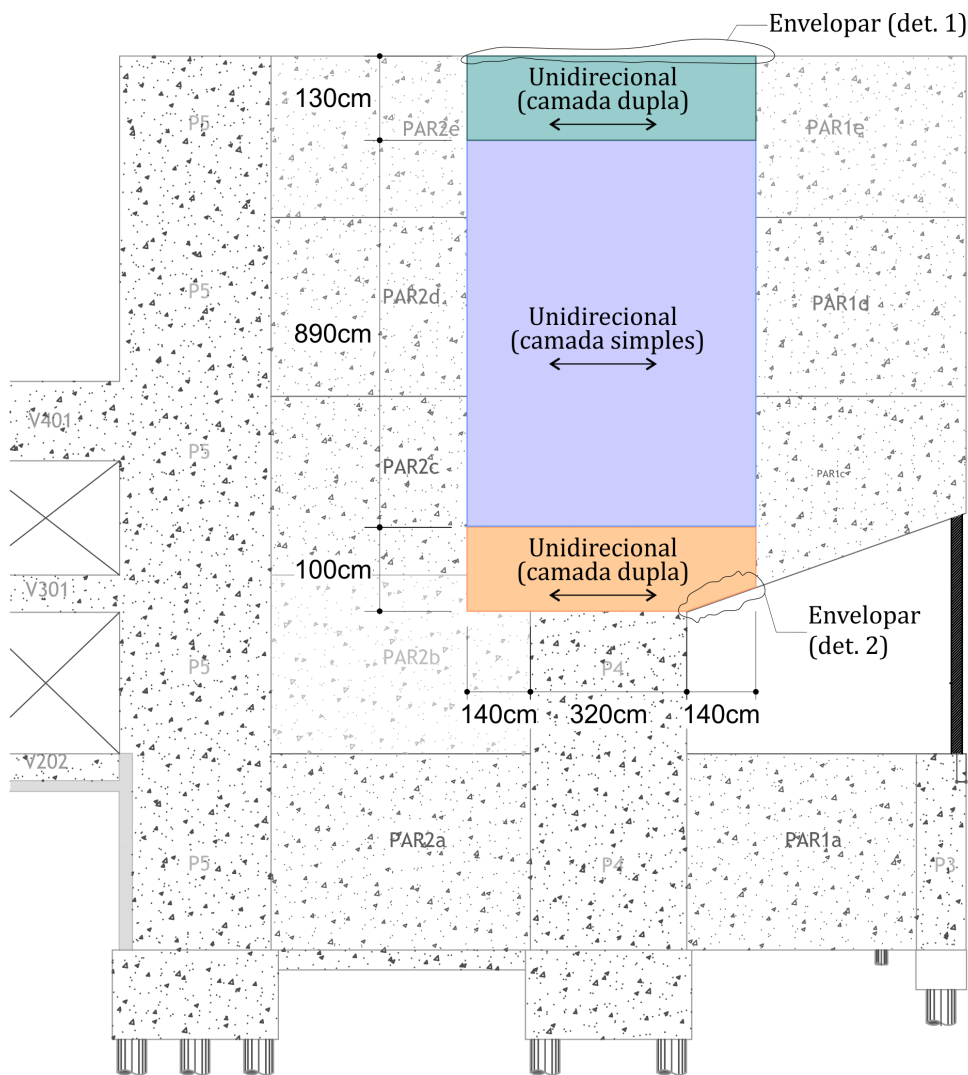 Envelopar (det. 1)
Unidirecional
(camada dupla)
130cm
P5
PAR2e
PAR1e
P5
PAR2d
PAR1d
890cm
Unidirecional
(camada simples)
V401
P5
PAR2c
PAR1c
100cm
Unidirecional
(camada dupla)
V301
Envelopar
(det. 2)
P5
PAR2b
P4
140cm
320cm
140cm
V202
P5
PAR2a
P4
PAR1a
P3